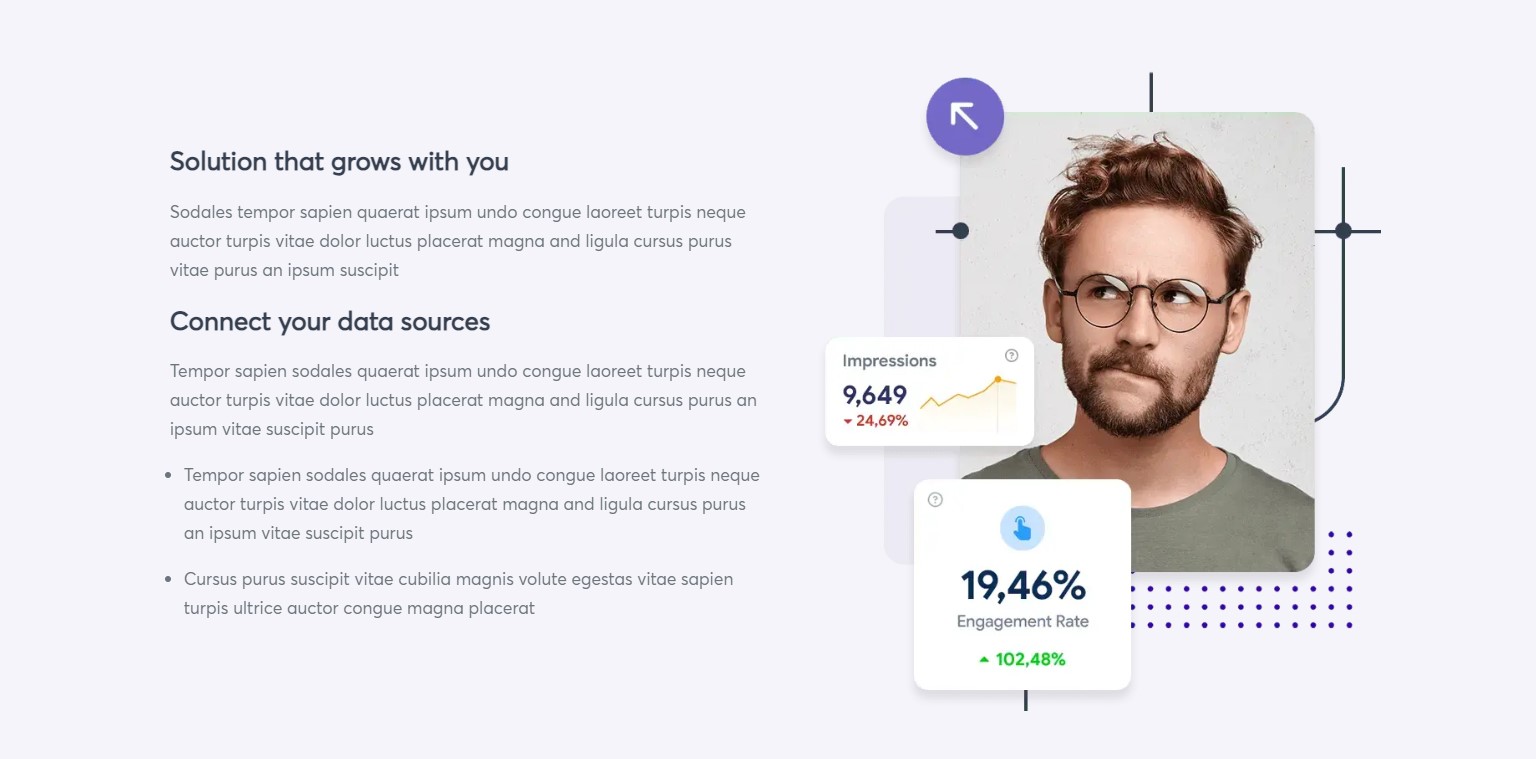 Solution that grows with you
Sodales tempor sapien quaerat ipsum undo congue laoreet turpis neque
auctor turpis vitae dolor luctus placerat magna and ligula cursus purus
vitae purus an ipsum suscipit
Connect your data sources
Tempor sapien sodales quaerat ipsum undo congue laoreet turpis neque
auctor turpis vitae dolor luctus placerat magna and ligula cursus purus an
ipsum vitae suscipit purus
• Tempor sapien sodales quaerat ipsum undo congue laoreet turpis neque
auctor turpis vitae dolor luctus placerat magna and ligula cursus purus
an ipsum vitae suscipit purus
• Cursus purus suscipit vitae cubilia magnis volute egestas vitae sapien
turpis ultrice auctor congue magna placerat
Impressions ?
9,649
24,69%
?
19,46%
Engagement Rate
102,48%